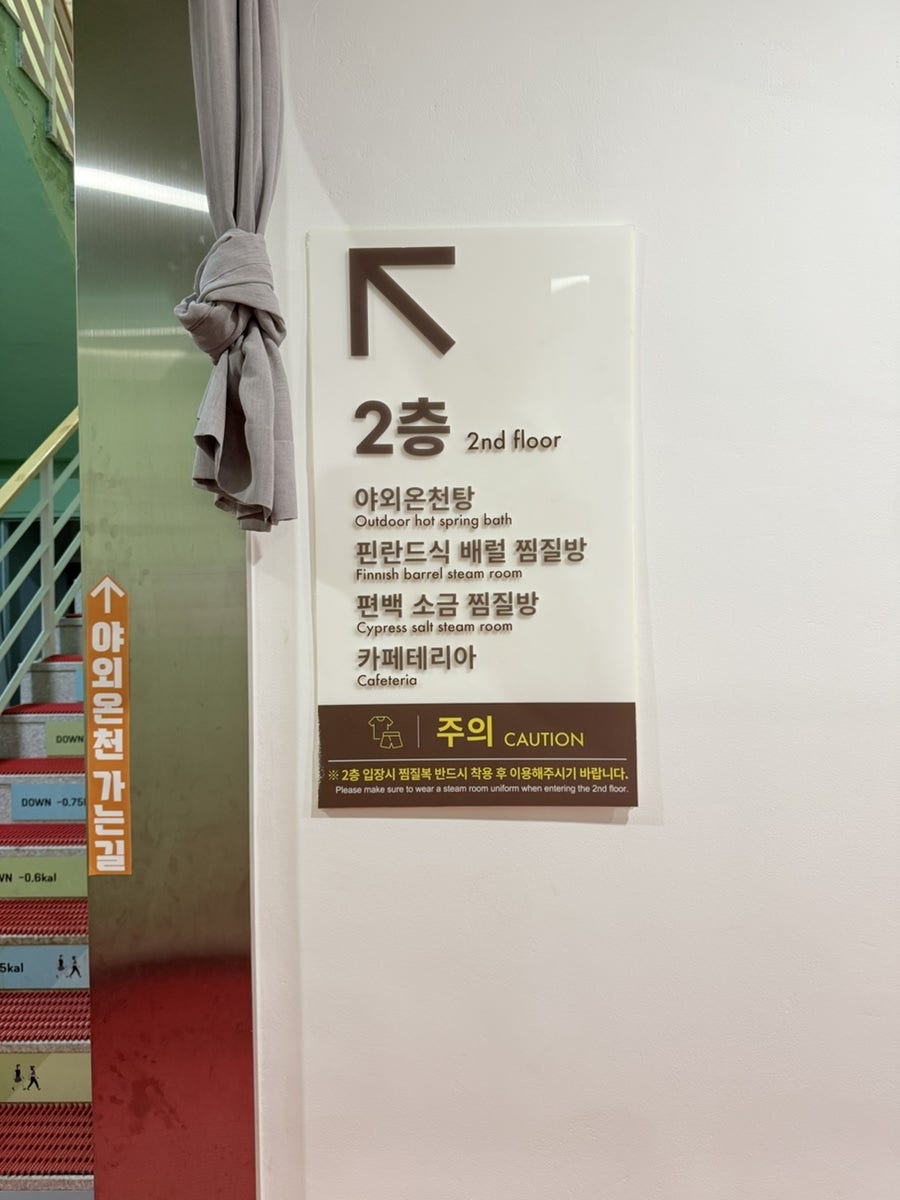 2층 2nd floor
야외온천탕
Outdoor hot spring bath
핀란드식 배럴 찜질방
Finnish barrel steam room
편백 소금 찜질방
Cypress salt steam room
카페테리아
Cafeteria
주의 CAUTION
※ 2층 입장시 찜질복 반드시 착용 후 이용해주시기 바랍니다.
Please make sure to wear a steam room uniform when entering the 2nd floor.
야외온천 가는길
DOWN
DOWN -0.75
-0.6kal
5kal